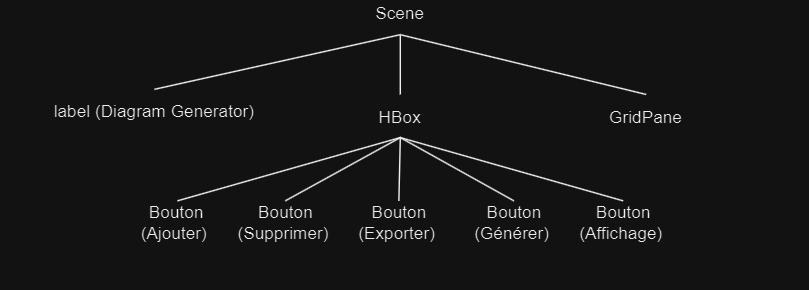 Scene
label (Diagram Generator)
HBox
GridPane
Bouton
(Ajouter)
Bouton
(Supprimer)
Bouton
(Exporter)
Bouton
(Générer)
Bouton
(Affichage)